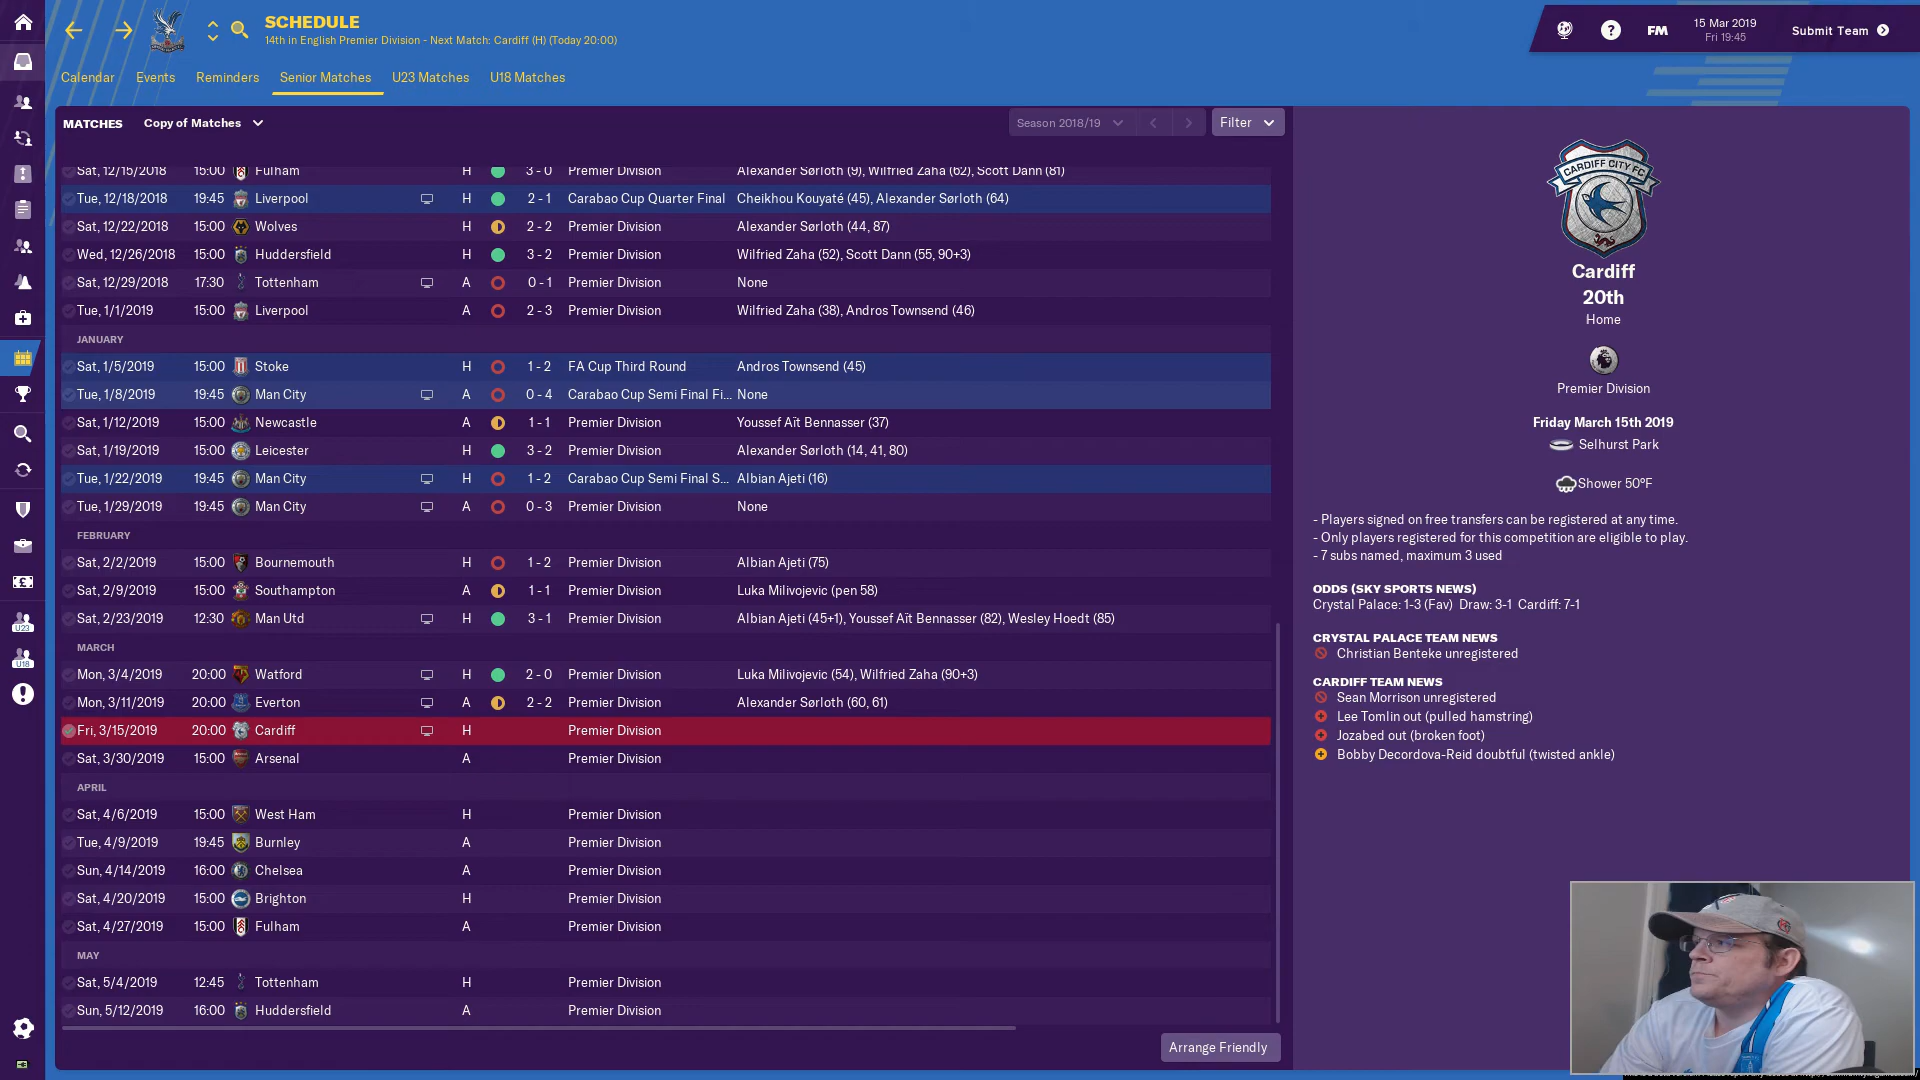 SCHEDULE
14th in English Premier Division - Next Match: Cardiff (H) (Today 20:00)
FM
15 Mar 2019
Fri 19:45
Submit Team
Calendar Events Reminders Senior Matches U23 Matches U18 Matches
MATCHES Copy of Matches Season 2018/19 Filter
Sat, 12/15/2018 15:00 Fulham H 3 - 0 Premier Division Alexander Sørloth (9), Wilfried Zaha (62), Scott Dann (81)
Tue, 12/18/2018 19:45 Liverpool H 2 - 1 Carabao Cup Quarter Final Cheikhou Kouyaté (45), Alexander Sørloth (64)
Sat, 12/22/2018 15:00 Wolves H 2 - 2 Premier Division Alexander Sørloth (44, 87)
Wed, 12/26/2018 15:00 Huddersfield H 3 - 2 Premier Division Wilfried Zaha (52), Scott Dann (55, 90+3)
Sat, 12/29/2018 17:30 Tottenham A 0 - 1 Premier Division None
Tue, 1/1/2019 15:00 Liverpool A 2 - 3 Premier Division Wilfried Zaha (38), Andros Townsend (46)
JANUARY
Sat, 1/5/2019 15:00 Stoke H 1 - 2 FA Cup Third Round Andros Townsend (45)
Tue, 1/8/2019 19:45 Man City A 0 - 4 Carabao Cup Semi Final Fi... None
Sat, 1/12/2019 15:00 Newcastle A 1 - 1 Premier Division Youssef Aït Bennasser (37)
Sat, 1/19/2019 15:00 Leicester H 3 - 2 Premier Division Alexander Sørloth (14, 41, 80)
Tue, 1/22/2019 19:45 Man City H 1 - 2 Carabao Cup Semi Final S... Albian Ajeti (16)
Tue, 1/29/2019 19:45 Man City A 0 - 3 Premier Division None
FEBRUARY
Sat, 2/2/2019 15:00 Bournemouth H 1 - 2 Premier Division Albian Ajeti (75)
Sat, 2/9/2019 15:00 Southampton A 1 - 1 Premier Division Luka Milivojevic (pen 58)
Sat, 2/23/2019 12:30 Man Utd H 3 - 1 Premier Division Albian Ajeti (45+1), Youssef Aït Bennasser (82), Wesley Hoedt (85)
MARCH
Mon, 3/4/2019 20:00 Watford H 2 - 0 Premier Division Luka Milivojevic (54), Wilfried Zaha (90+3)
Mon, 3/11/2019 20:00 Everton A 2 - 2 Premier Division Alexander Sørloth (60, 61)
Fri, 3/15/2019 20:00 Cardiff H Premier Division
Sat, 3/30/2019 15:00 Arsenal A Premier Division
APRIL
Sat, 4/6/2019 15:00 West Ham H Premier Division
Tue, 4/9/2019 19:45 Burnley A Premier Division
Sun, 4/14/2019 16:00 Chelsea A Premier Division
Sat, 4/20/2019 15:00 Brighton H Premier Division
Sat, 4/27/2019 15:00 Fulham A Premier Division
MAY
Sat, 5/4/2019 12:45 Tottenham H Premier Division
Sun, 5/12/2019 16:00 Huddersfield A Premier Division
Arrange Friendly
U23
U18
CARDIFF CITY FC
Cardiff
20th
Home
Premier Division
Friday March 15th 2019
Selhurst Park
Shower 50°F
- Players signed on free transfers can be registered at any time.
- Only players registered for this competition are eligible to play.
- 7 subs named, maximum 3 used
ODDS (SKY SPORTS NEWS)
Crystal Palace: 1-3 (Fav) Draw: 3-1 Cardiff: 7-1
CRYSTAL PALACE TEAM NEWS
Christian Benteke unregistered
CARDIFF TEAM NEWS
Sean Morrison unregistered
Lee Tomlin out (pulled hamstring)
Jozabed out (broken foot)
Bobby Decordova-Reid doubtful (twisted ankle)